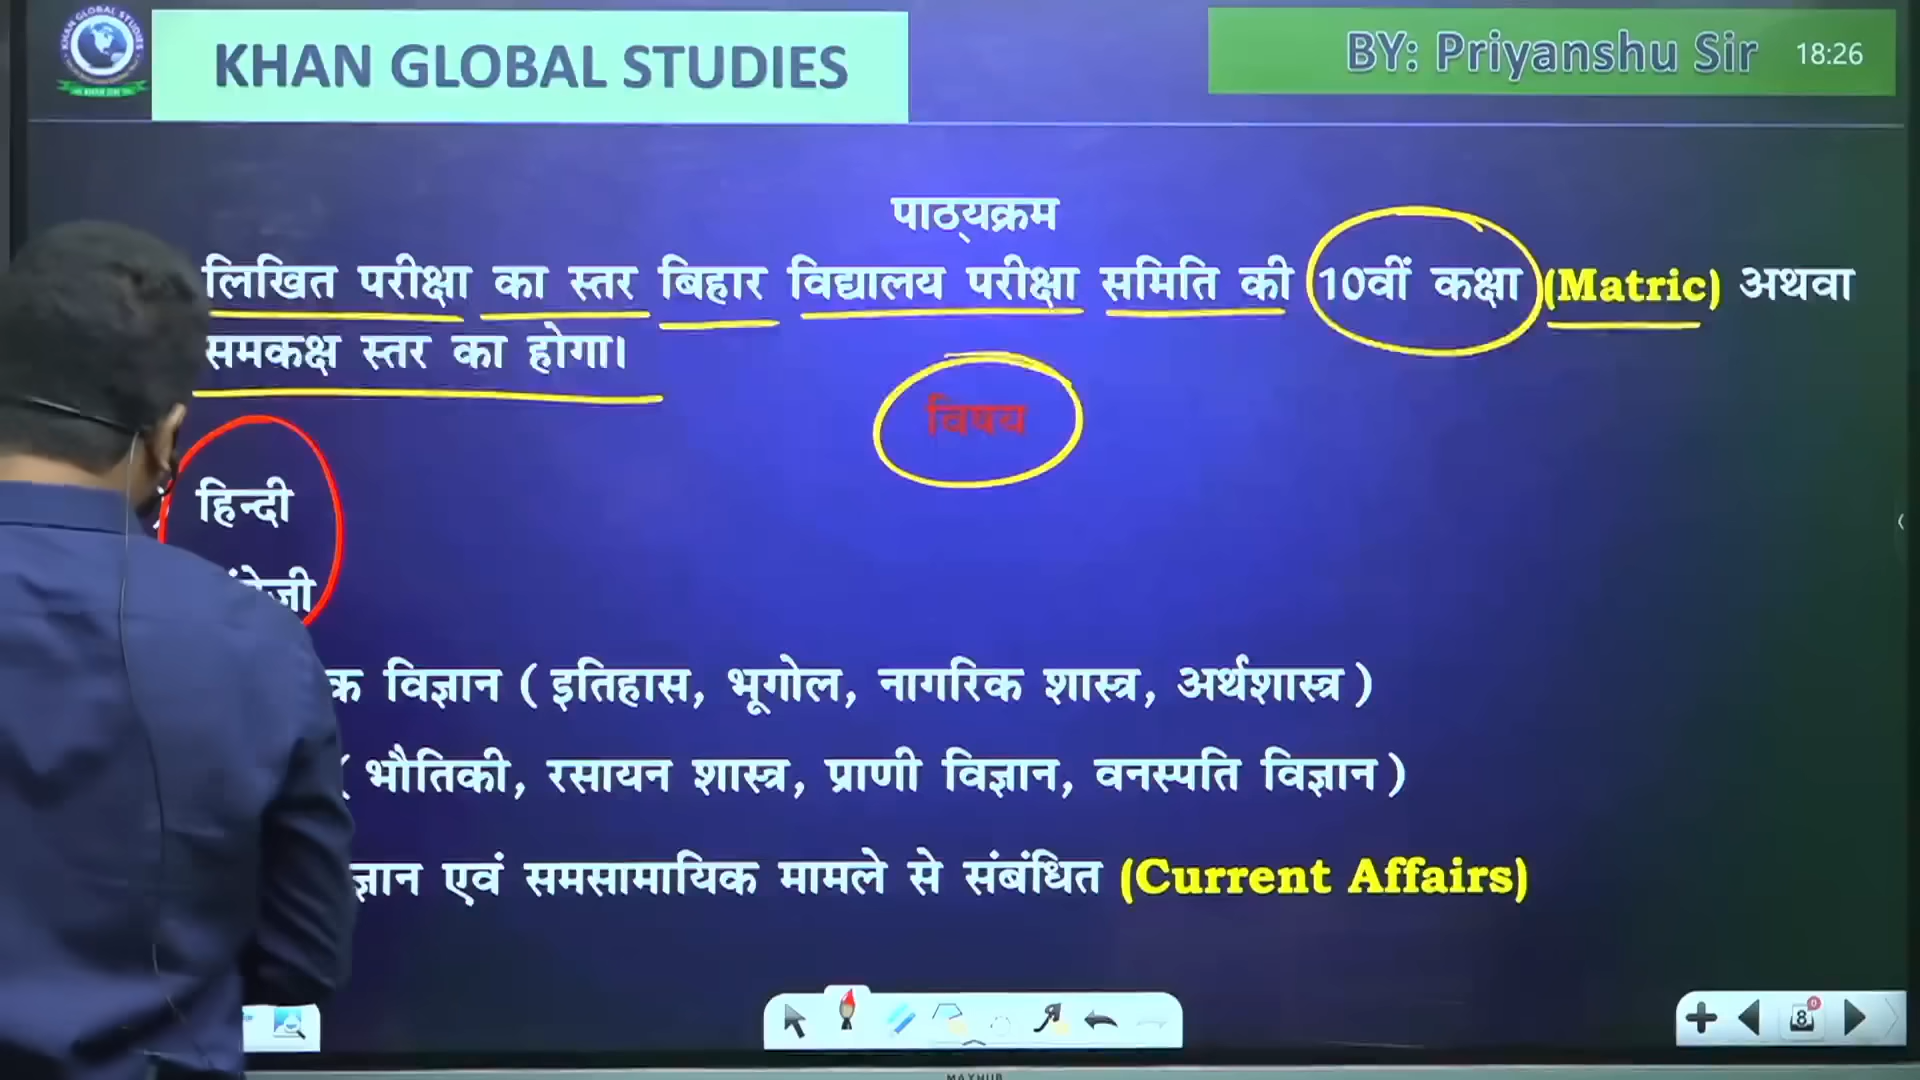 KHAN GLOBAL STUDIES
BY: Priyanshu Sir 18:26
पाठ्यक्रम
लिखित परीक्षा का स्तर बिहार विद्यालय परीक्षा समिति की 10वीं कक्षा (Matric) अथवा
समकक्ष स्तर का होगा।
विषय
हिन्दी
विज्ञान ( इतिहास, भूगोल, नागरिक शास्त्र, अर्थशास्त्र )
( भौतिकी, रसायन शास्त्र, प्राणी विज्ञान, वनस्पति विज्ञान )
एवं समसामायिक मामले से संबंधित (Current Affairs)
8